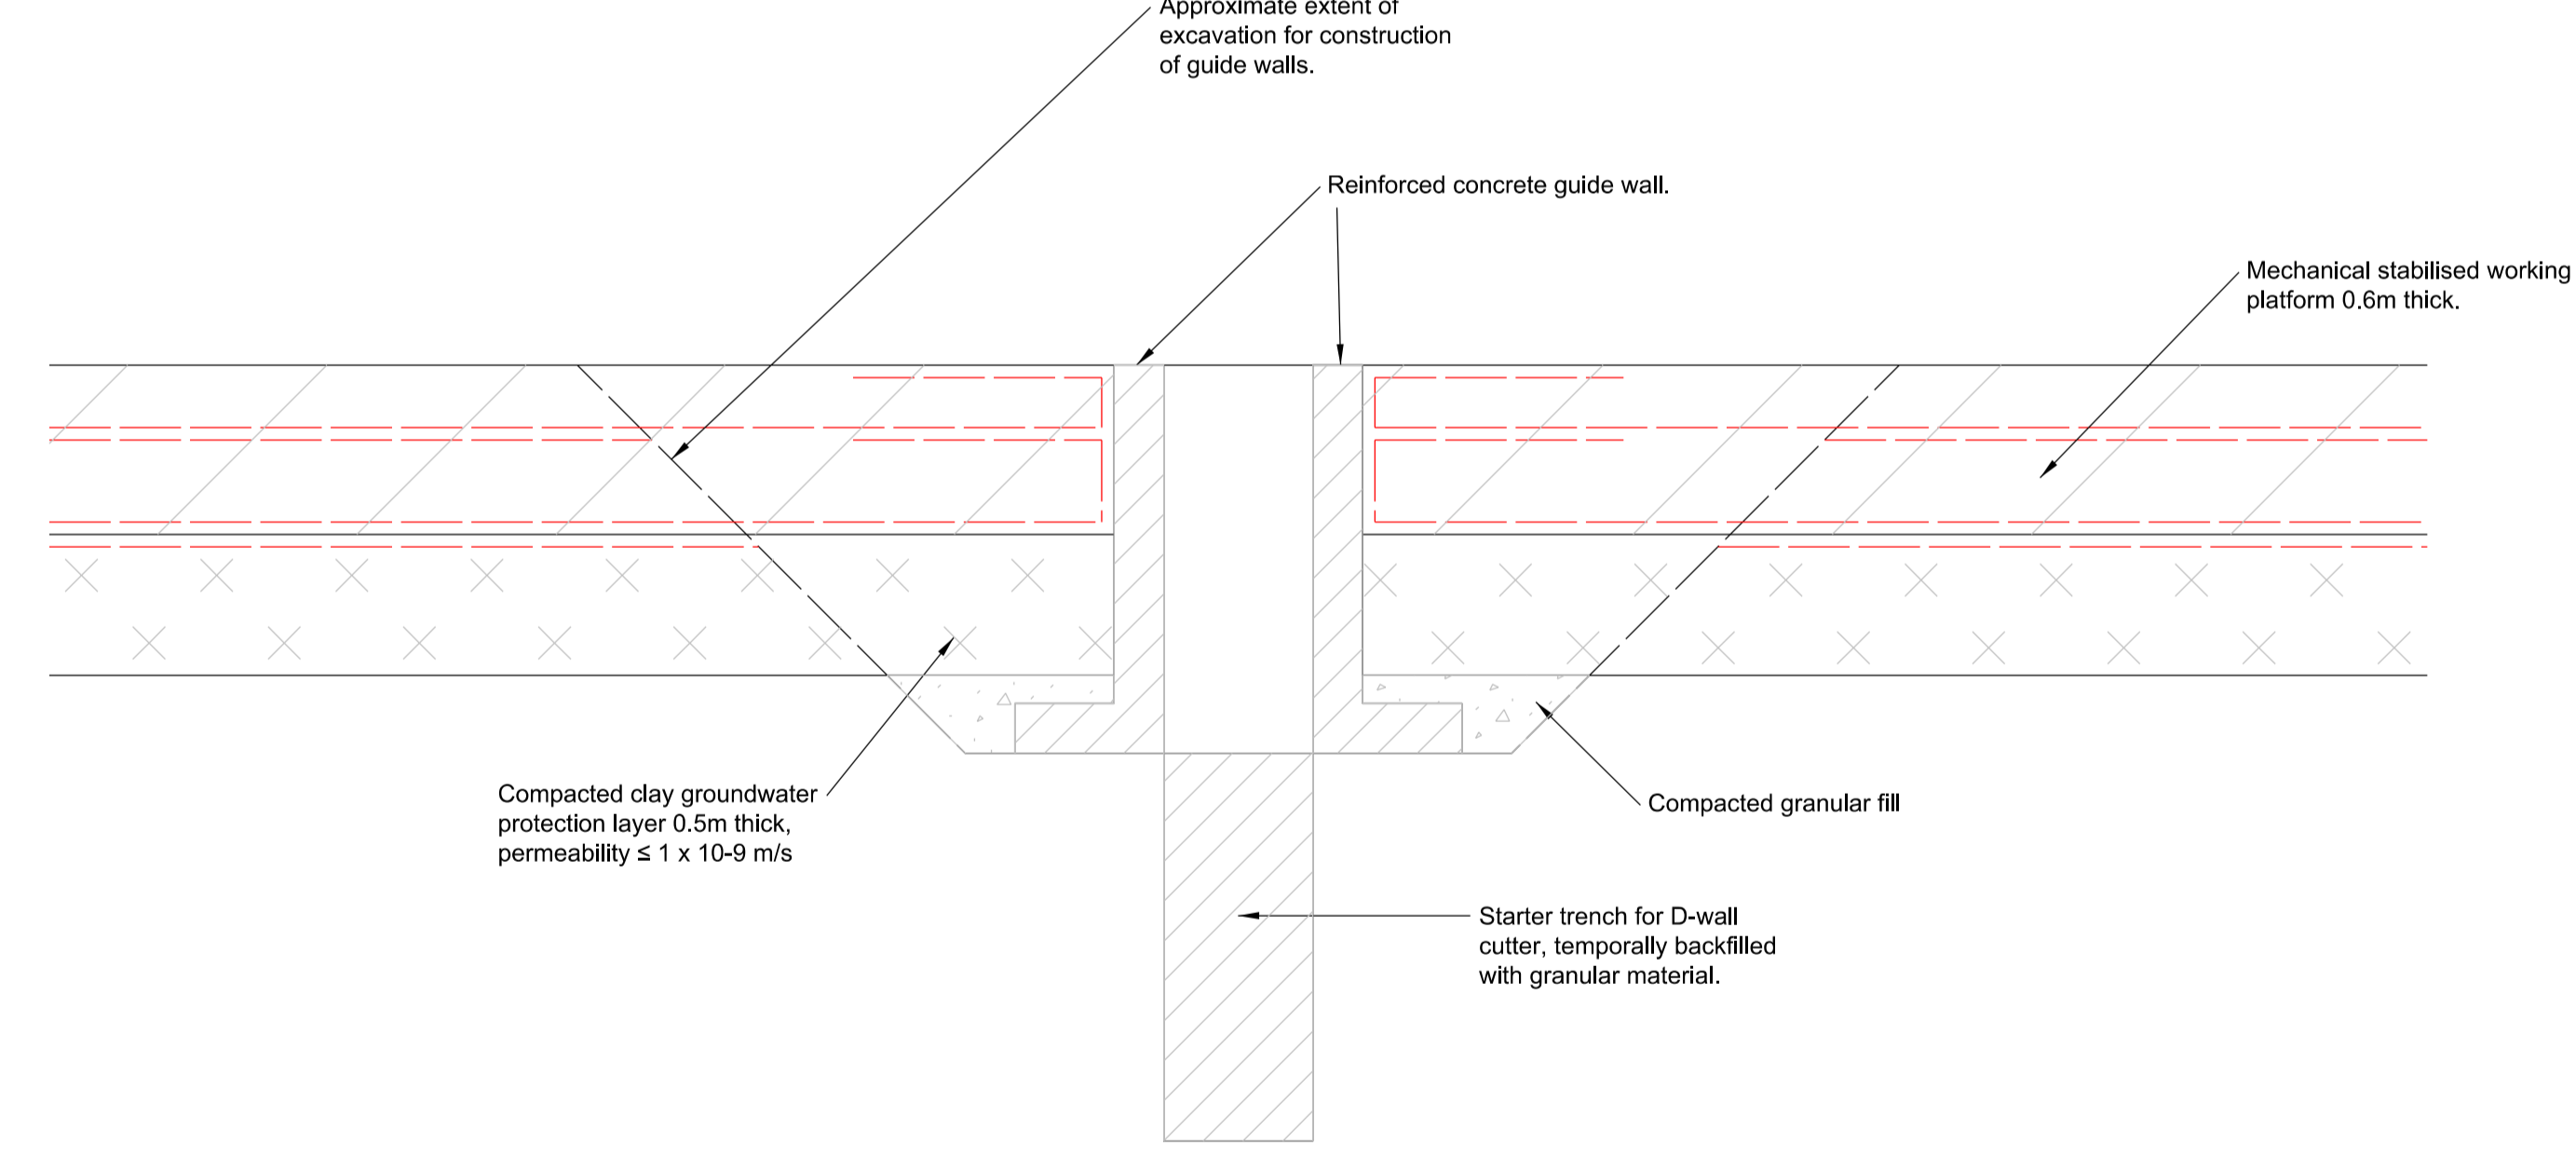 Approximate extent of
excavation for construction
of guide walls.
Reinforced concrete guide wall.
Mechanical stabilised working
platform 0.6m thick.
Compacted clay groundwater
protection layer 0.5m thick,
permeability ≤ 1 x 10-9 m/s
Compacted granular fill
Starter trench for D-wall
cutter, temporally backfilled
with granular material.